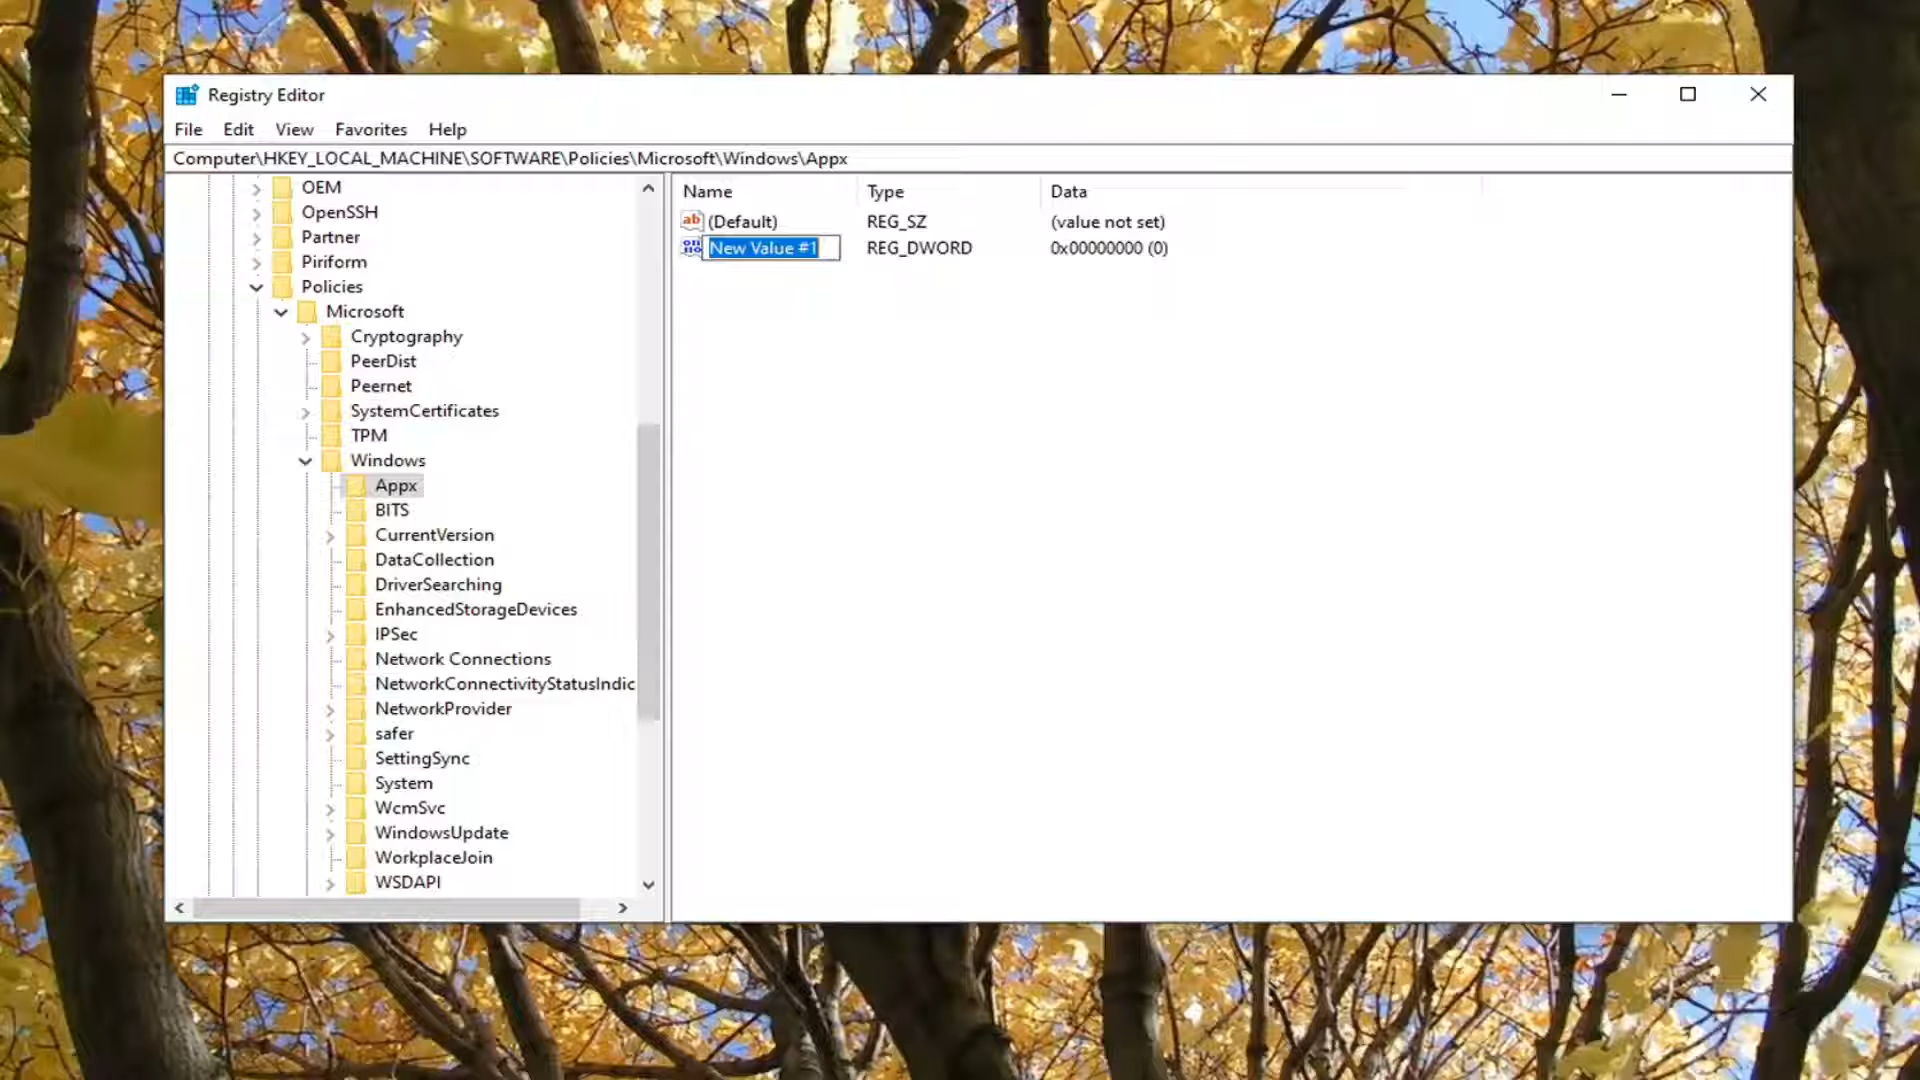 Registry Editor
File Edit View Favorites Help
Computer\HKEY_LOCAL_MACHINE\SOFTWARE\Policies\Microsoft\Windows\Appx
OEM
OpenSSH
Partner
Piriform
Policies
Microsoft
Cryptography
PeerDist
Peernet
SystemCertificates
TPM
Windows
Appx
BITS
CurrentVersion
DataCollection
DriverSearching
EnhancedStorageDevices
IPSec
Network Connections
NetworkConnectivityStatusIndic
NetworkProvider
safer
SettingSync
System
WcmSvc
WindowsUpdate
WorkplaceJoin
WSDAPI
Name Type Data
(Default) REG_SZ (value not set)
New Value #1 REG_DWORD 0x00000000 (0)